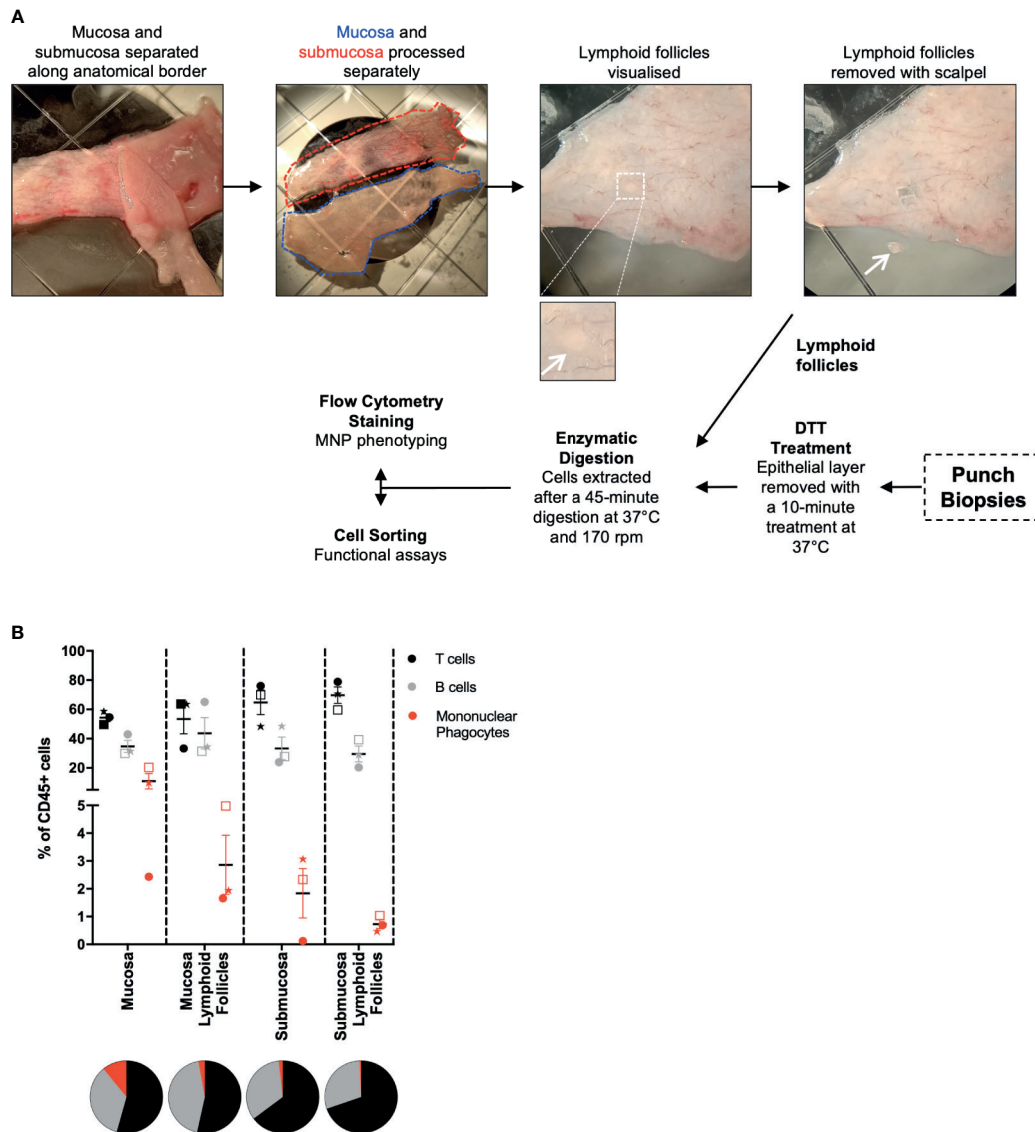 A
Mucosa and
submucosa separated
along anatomical border
Mucosa and
submucosa processed
separately
Lymphoid follicles
visualised
Lymphoid follicles
removed with scalpel
Lymphoid
follicles
Flow Cytometry
Staining
MNP phenotyping
Cell Sorting
Functional assays
Enzymatic
Digestion
Cells extracted
after a 45-minute
digestion at 37°C
and 170 rpm
DTT
Treatment
Epithelial layer
removed with
a 10-minute
treatment at
37°C
Punch
Biopsies
B
% of CD45+ cells
100
80
60
40
20
5
4
3
2
1
0
T cells
B cells
Mononuclear
Phagocytes
Mucosa
Mucosa
Lymphoid
Follicles
Submucosa
Submucosa
Lymphoid
Follicles